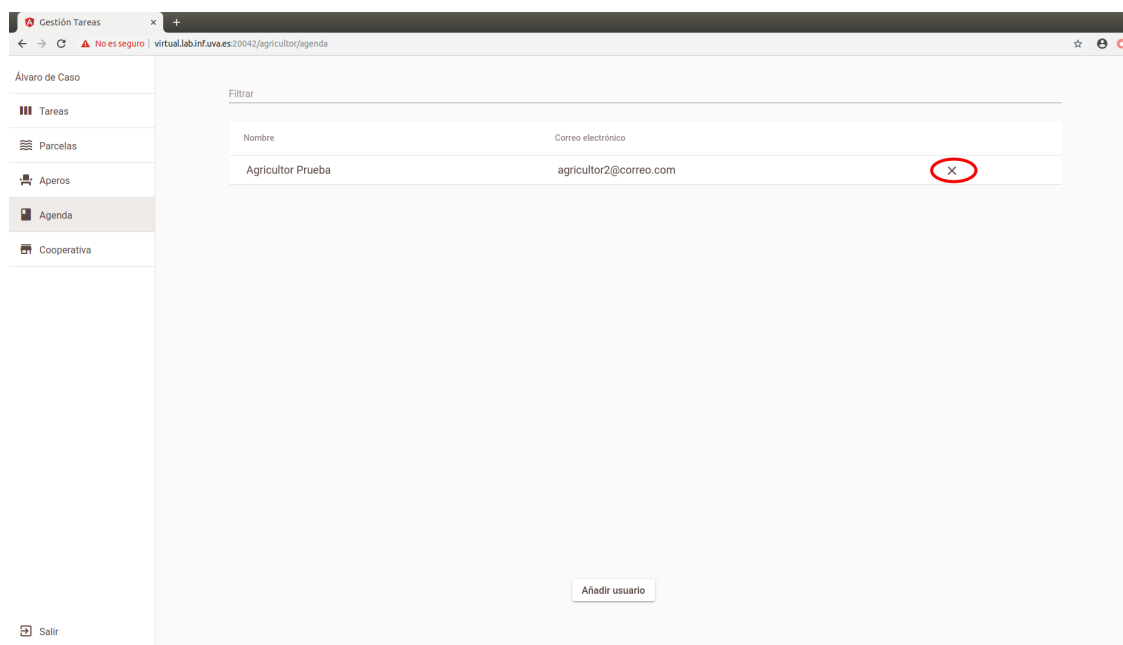 Gestión Tareas
No es seguro | virtual.lab.inf.uva.es:20042/agricultor/agenda
Álvaro de Caso
Tareas
Parcelas
Aperos
Agenda
Cooperativa
Salir
Filtrar
Nombre Correo electrónico
Agricultor Prueba agricultor2@correo.com
Añadir usuario